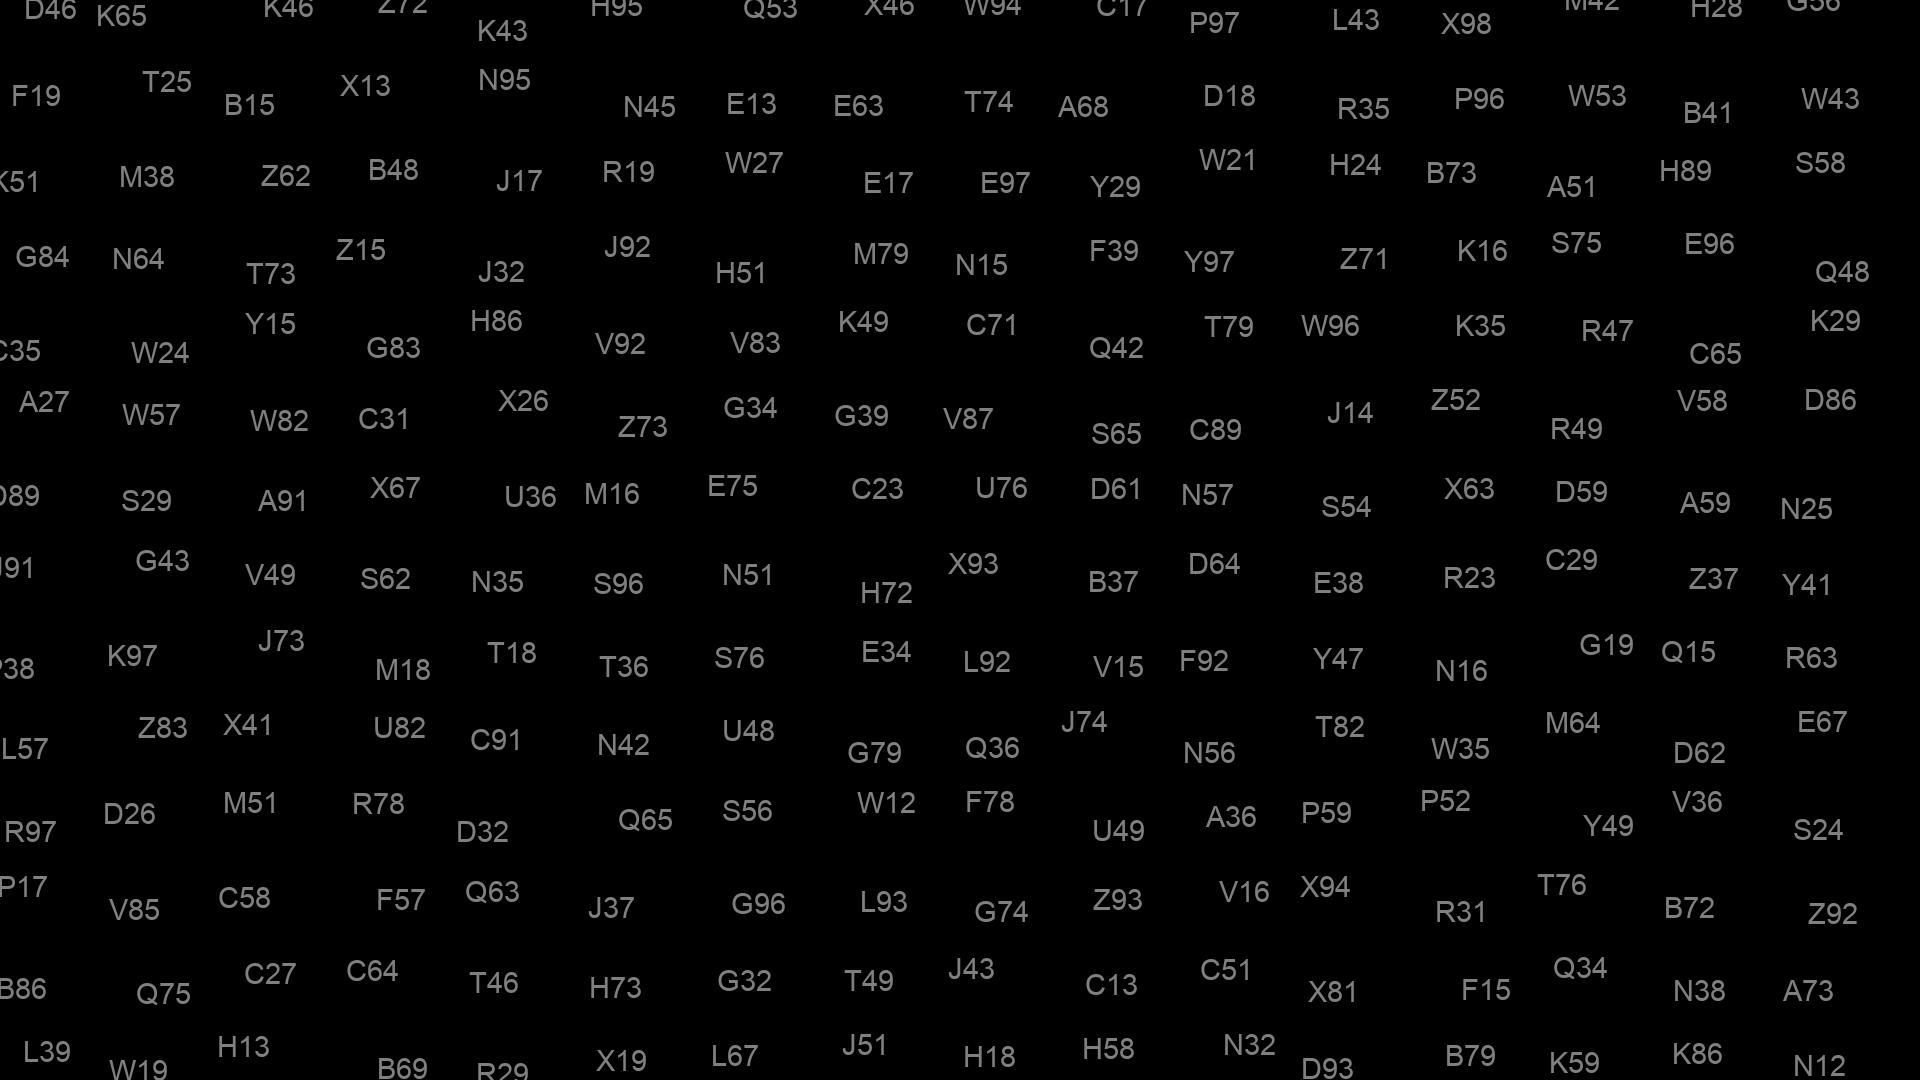 D46 K65 K46 Z72 K43 H95 Q53 X46 W94 C17 P97 L43 X98 M42 H28 G56
F19 T25 B15 X13 N95 N45 E13 E63 T74 A68 D18 R35 P96 W53 B41 W43
K51 M38 Z62 B48 J17 R19 W27 E17 E97 Y29 W21 H24 B73 A51 H89 S58
G84 N64 T73 Z15 J32 J92 H51 M79 N15 F39 Y97 Z71 K16 S75 E96 Q48
C35 W24 Y15 G83 H86 V92 V83 K49 C71 Q42 T79 W96 K35 R47 C65 K29
A27 W57 W82 C31 X26 Z73 G34 G39 V87 S65 C89 J14 Z52 R49 V58 D86
S29 A91 X67 U36 M16 E75 C23 U76 D61 N57 S54 X63 D59 A59 N25
G43 V49 S62 N35 S96 N51 H72 X93 B37 D64 E38 R23 C29 Z37 Y41
K97 J73 M18 T18 T36 S76 E34 L92 V15 F92 Y47 N16 G19 Q15 R63
L57 Z83 X41 U82 C91 N42 U48 G79 Q36 J74 N56 T82 W35 M64 D62 E67
R97 D26 M51 R78 D32 Q65 S56 W12 F78 U49 A36 P59 P52 Y49 V36 S24
P17 V85 C58 F57 Q63 J37 G96 L93 G74 Z93 V16 X94 R31 T76 B72 Z92
B86 Q75 C27 C64 T46 H73 G32 T49 J43 C13 C51 X81 F15 Q34 N38 A73
L39 W19 H13 B69 R29 X19 L67 J51 H18 H58 N32 D93 B79 K59 K86 N12